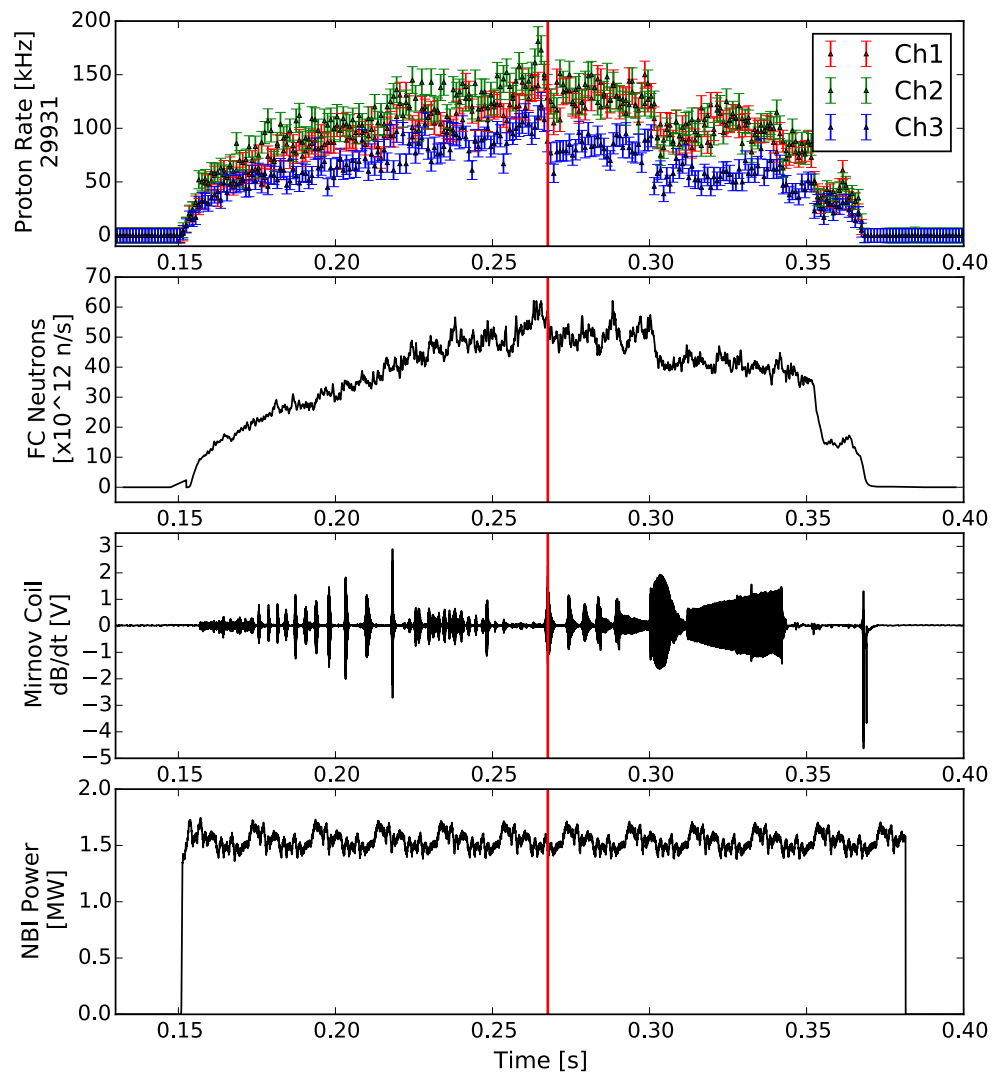 Proton Rate [kHz]
29931
200
150
100
50
0
Ch1
Ch2
Ch3
0.15 0.20 0.25 0.30 0.35 0.40
FC Neutrons
[x10^12 n/s]
70
60
50
40
30
20
10
0
0.15 0.20 0.25 0.30 0.35 0.40
Mirnov Coil
dB/dt [V]
3
2
1
0
−1
−2
−3
−4
−5
0.15 0.20 0.25 0.30 0.35 0.40
NBI Power
[MW]
2.0
1.5
1.0
0.5
0.0
0.15 0.20 0.25 0.30 0.35 0.40
Time [s]